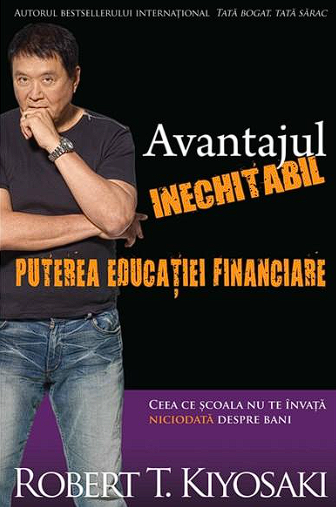 AUTORUL BESTSELLERULUI INTERNAȚIONAL TATĂ BOGAT, TATĂ SĂRAC
Avantajul
INECHITABIL
PUTEREA EDUCAȚIEI FINANCIARE
CEEA CE ȘCOALA NU TE ÎNVAȚĂ
NICIODATĂ DESPRE BANI
ROBERT T. KIYOSAKI